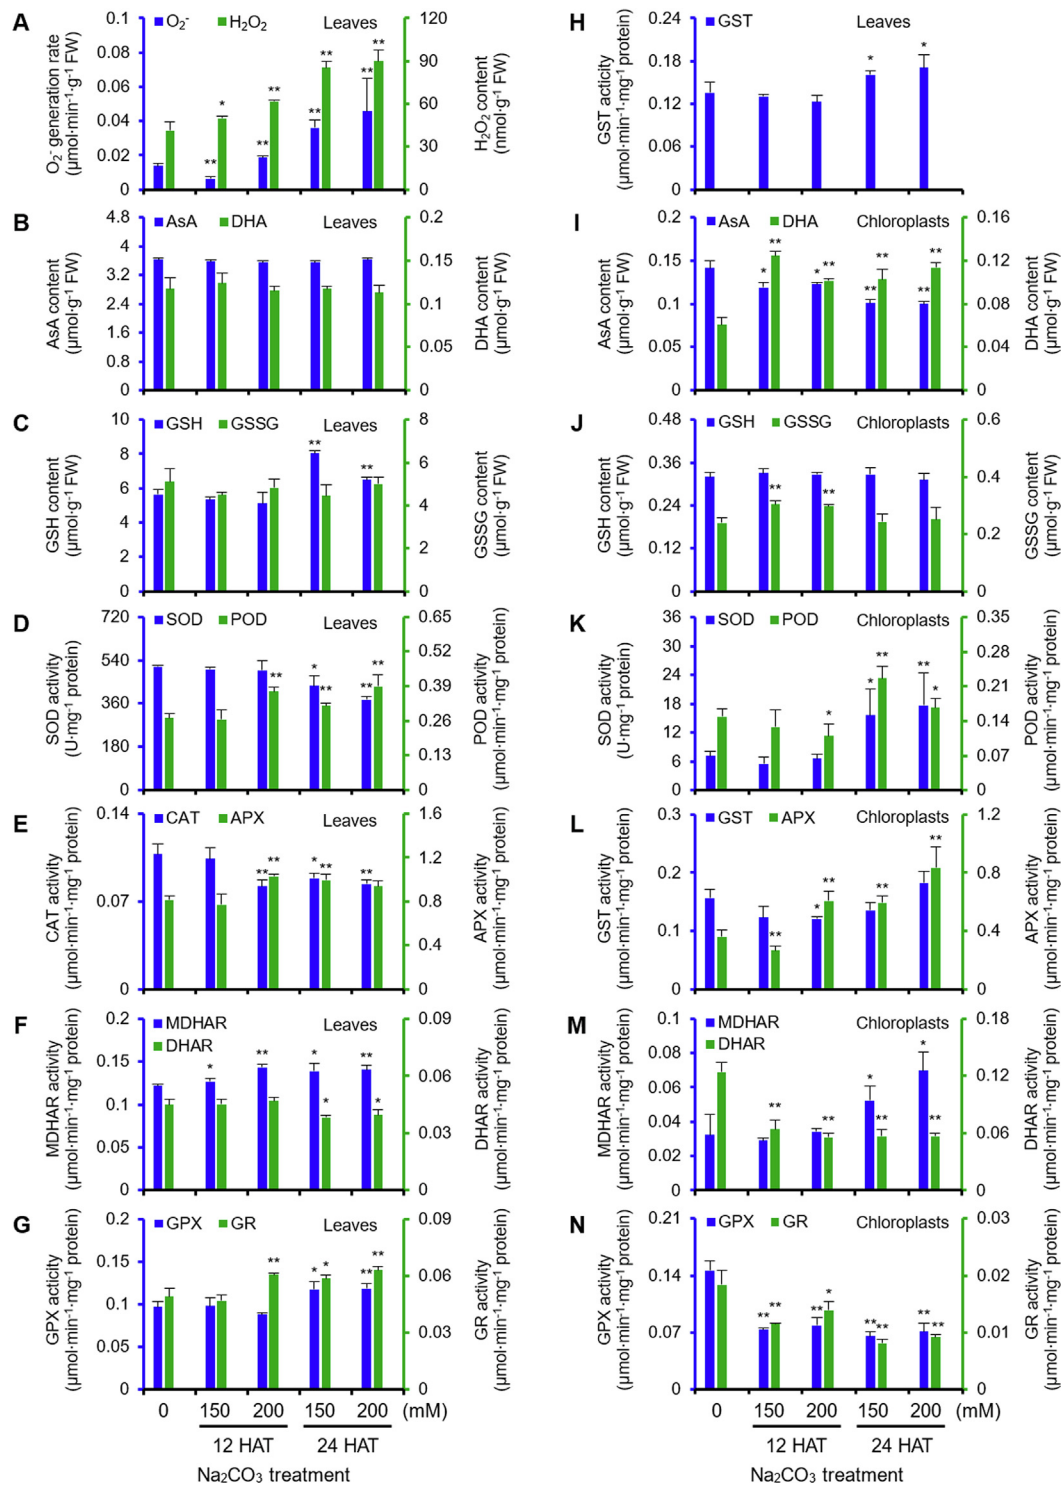 A
O₂⁻ H₂O₂ Leaves
O₂⁻ generation rate
(μmol·min⁻¹·g⁻¹ FW)
0.1
0.08
0.06
0.04
0.02
0
120
90
60
30
0
H₂O₂ content
(nmol·g⁻¹ FW)
** * ** ** ** ** ** **
B
AsA DHA Leaves
AsA content
(μmol·g⁻¹ FW)
4.8
4
3.2
2.4
1.6
0.8
0
0.2
0.15
0.1
0.05
0
DHA content
(μmol·g⁻¹ FW)
C
GSH GSSG Leaves
GSH content
(μmol·g⁻¹ FW)
10
8
6
4
2
0
8
6
4
2
0
GSSG content
(μmol·g⁻¹ FW)
** **
D
SOD POD Leaves
SOD activity
(U·mg⁻¹ protein)
720
540
360
180
0
0.65
0.52
0.39
0.26
0.13
0
POD activity
(μmol·min⁻¹·mg⁻¹ protein)
** * ** ** **
E
CAT APX Leaves
CAT activity
(μmol·min⁻¹·mg⁻¹ protein)
0.14
0.07
0
1.6
1.2
0.8
0.4
0
APX activity
(μmol·min⁻¹·mg⁻¹ protein)
** ** * ** **
F
MDHAR Leaves
DHAR
MDHAR activity
(μmol·min⁻¹·mg⁻¹ protein)
0.2
0.15
0.1
0.05
0
0.09
0.06
0.03
0
DHAR activity
(μmol·min⁻¹·mg⁻¹ protein)
* ** * * ** *
G
GPX GR Leaves
GPX activity
(μmol·min⁻¹·mg⁻¹ protein)
0.2
0.15
0.1
0.05
0
0.09
0.06
0.03
0
GR activity
(μmol·min⁻¹·mg⁻¹ protein)
** * * ** **
0 150 200 150 200 (mM)
12 HAT 24 HAT
Na₂CO₃ treatment
H
GST Leaves
GST acticity
(μmol·min⁻¹·mg⁻¹ protein)
0.24
0.18
0.12
0.06
0
* *
I
AsA DHA Chloroplasts
AsA content
(μmol·g⁻¹ FW)
0.2
0.15
0.1
0.05
0
0.16
0.12
0.08
0.04
0
DHA content
(μmol·g⁻¹ FW)
* ** * ** ** ** ** **
J
GSH GSSG Chloroplasts
GSH content
(μmol·g⁻¹ FW)
0.48
0.36
0.24
0.12
0
0.6
0.4
0.2
0
GSSG content
(μmol·g⁻¹ FW)
** **
K
SOD POD Chloroplasts
SOD activity
(U·mg⁻¹ protein)
36
30
24
18
12
6
0
0.35
0.28
0.21
0.14
0.07
0
POD activity
(μmol·min⁻¹·mg⁻¹ protein)
* * ** ** *
L
GST APX Chloroplasts
GST activity
(μmol·min⁻¹·mg⁻¹ protein)
0.3
0.2
0.1
0
1.2
0.8
0.4
0
APX activity
(μmol·min⁻¹·mg⁻¹ protein)
** * ** ** **
M
MDHAR Chloroplasts
DHAR
MDHAR activity
(μmol·min⁻¹·mg⁻¹ protein)
0.1
0.08
0.06
0.04
0.02
0
0.18
0.12
0.06
0
DHAR activity
(μmol·min⁻¹·mg⁻¹ protein)
** ** * ** * **
N
GPX GR Chloroplasts
GPX activity
(μmol·min⁻¹·mg⁻¹ protein)
0.21
0.14
0.07
0
0.03
0.02
0.01
0
GR activity
(μmol·min⁻¹·mg⁻¹ protein)
** ** ** * ** ** ** **
0 150 200 150 200 (mM)
12 HAT 24 HAT
Na₂CO₃ treatment